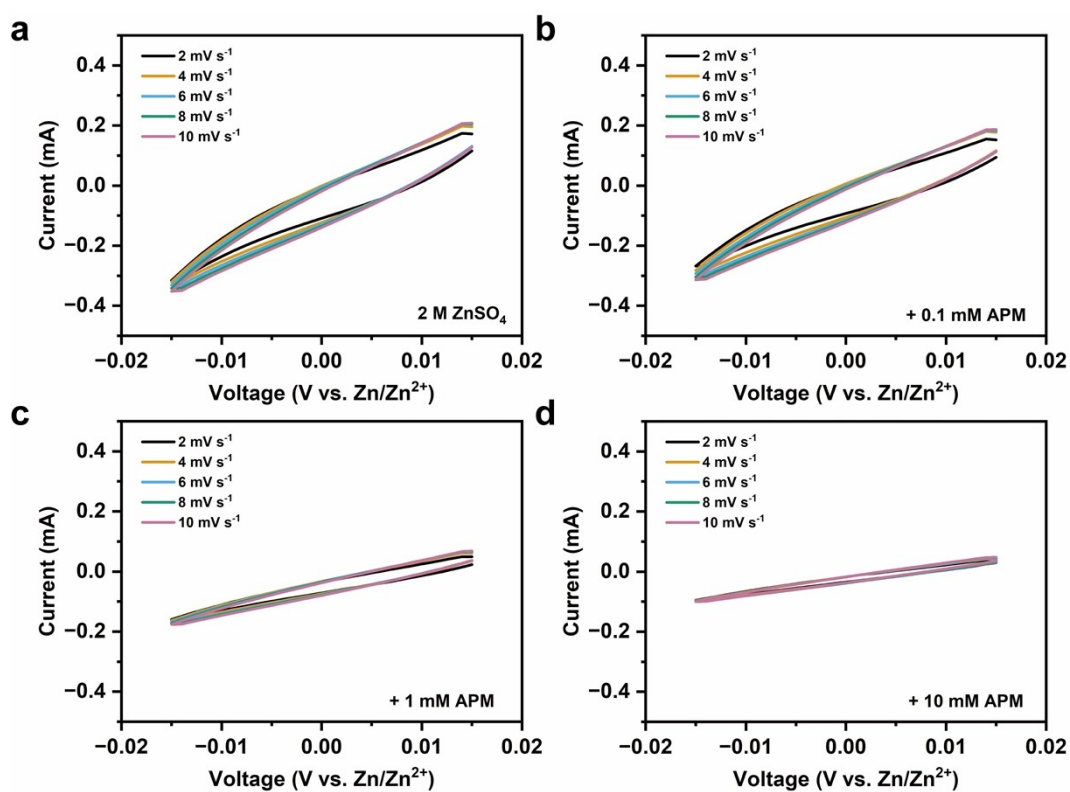 a
2 mV s⁻¹
4 mV s⁻¹
6 mV s⁻¹
8 mV s⁻¹
10 mV s⁻¹
0.4
0.2
0.0
−0.2
−0.4
Current (mA)
2 M ZnSO₄
−0.02
−0.01
0.00
0.01
0.02
Voltage (V vs. Zn/Zn²⁺)
b
2 mV s⁻¹
4 mV s⁻¹
6 mV s⁻¹
8 mV s⁻¹
10 mV s⁻¹
0.4
0.2
0.0
−0.2
−0.4
Current (mA)
+ 0.1 mM APM
−0.02
−0.01
0.00
0.01
0.02
Voltage (V vs. Zn/Zn²⁺)
c
2 mV s⁻¹
4 mV s⁻¹
6 mV s⁻¹
8 mV s⁻¹
10 mV s⁻¹
0.4
0.2
0.0
−0.2
−0.4
Current (mA)
+ 1 mM APM
−0.02
−0.01
0.00
0.01
0.02
Voltage (V vs. Zn/Zn²⁺)
d
2 mV s⁻¹
4 mV s⁻¹
6 mV s⁻¹
8 mV s⁻¹
10 mV s⁻¹
0.4
0.2
0.0
−0.2
−0.4
Current (mA)
+ 10 mM APM
−0.02
−0.01
0.00
0.01
0.02
Voltage (V vs. Zn/Zn²⁺)